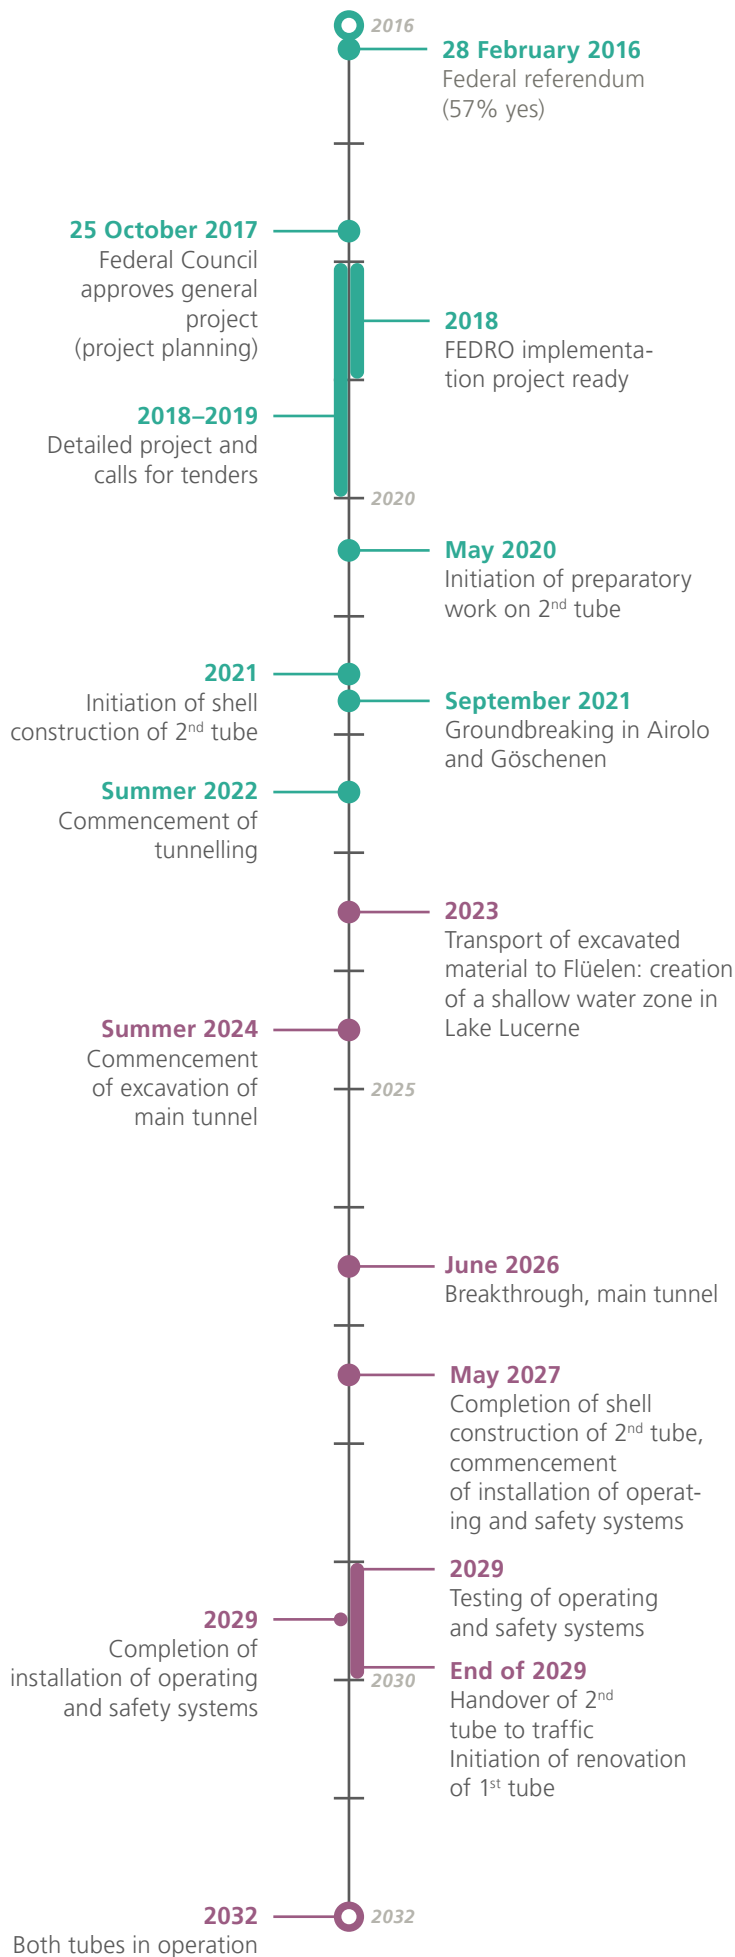 2016
28 February 2016
Federal referendum
(57% yes)
25 October 2017
Federal Council
approves general
project
(project planning)
2018
FEDRO implementa-
tion project ready
2018–2019
Detailed project and
calls for tenders
2020
May 2020
Initiation of preparatory
work on 2nd tube
2021
Initiation of shell
construction of 2nd tube
September 2021
Groundbreaking in Airolo
and Göschenen
Summer 2022
Commencement of
tunnelling
2023
Transport of excavated
material to Flüelen: creation
of a shallow water zone in
Lake Lucerne
Summer 2024
Commencement
of excavation of
main tunnel
2025
June 2026
Breakthrough, main tunnel
May 2027
Completion of shell
construction of 2nd tube,
commencement
of installation of operat-
ing and safety systems
2029
Testing of operating
and safety systems
2029
Completion of
installation of operating
and safety systems
End of 2029
Handover of 2nd
tube to traffic
Initiation of renovation
of 1st tube
2030
2032
Both tubes in operation
2032